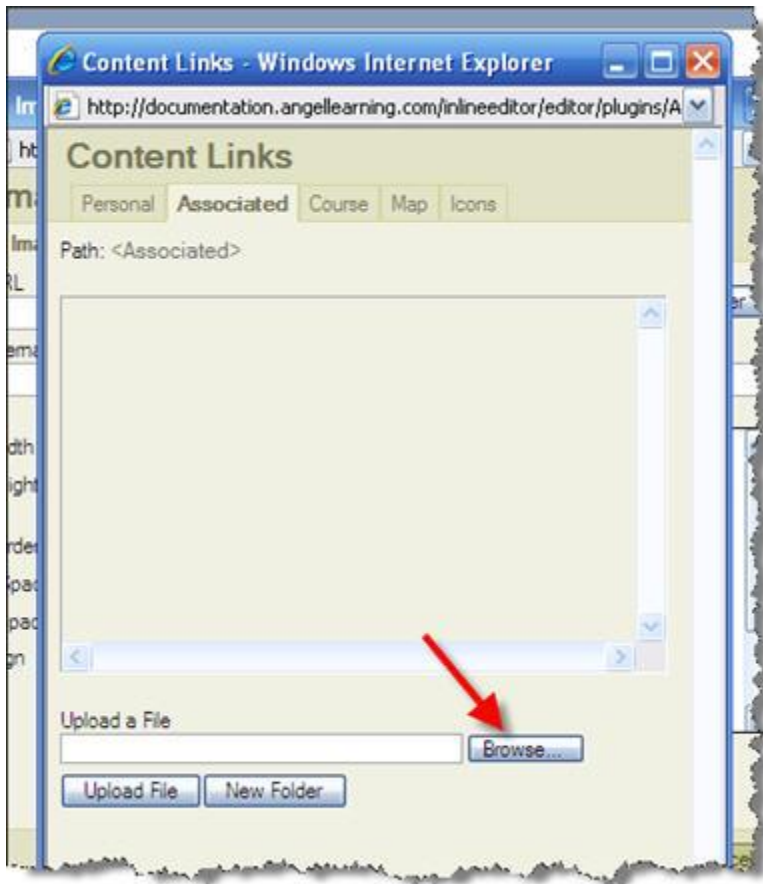 Content Links - Windows Internet Explorer
http://documentation.angellearning.com/inlineeditor/editor/plugins/A
Content Links
Personal Associated Course Map Icons
Path: <Associated>
Upload a File
Browse...
Upload File New Folder